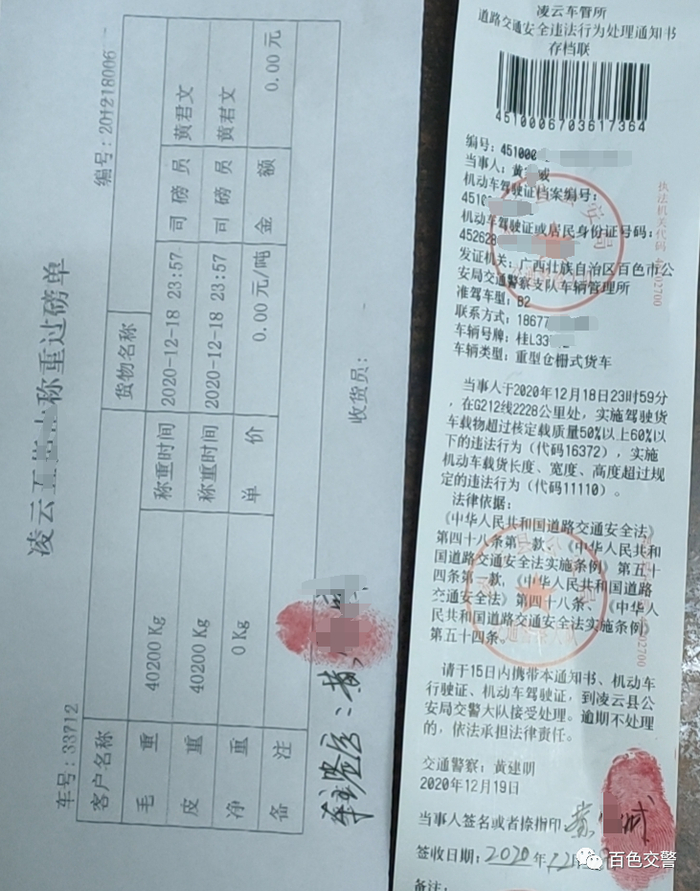 凌云 称重过磅单
车号：33712
编号：201218006
客户名称
货物名称
毛 重 40200 Kg 称重时间 2020-12-18 23:57 司 磅 员 黄君文
皮 重 40200 Kg 称重时间 2020-12-18 23:57 司 磅 员 黄君文
净 重 0 Kg 单 价 0.00 元/吨 金 额 0.00 元
备 注
收货员：
凌云车管所
道路交通安全违法行为处理通知书
存档联
4510006703617364
编号：451000
当事人：黄 威
机动车驾驶证档案编号：
4510
机动车驾驶证或居民身份证号码：
452628
发证机关：广西壮族自治区百色市公
安局交通警察支队车辆管理所
准驾车型：B2
联系方式：18677
车辆号牌：桂L33
车辆类型：重型仓栅式货车
当事人于2020年12月18日23时59分
，在G212线2228公里处，实施驾驶货
车载物超过核定载质量50%以上60%以
下的违法行为（代码16372），实施
机动车载货长度、宽度、高度超过规
定的违法行为（代码11110）。
法律依据：
《中华人民共和国道路交通安全法》
第四十八条第一款、《中华人民共和
国道路交通安全法实施条例》第五十
四条第一款，《中华人民共和国道路
交通安全法》第四十八条、《中华人
民共和国道路交通安全法实施条例》
第五十四条。
请于15日内携带本通知书、机动车
行驶证、机动车驾驶证，到凌云县公
安局交警大队接受处理。逾期不处理
的，依法承担法律责任。
交通警察：黄建明
2020年12月19日
当事人签名或者捺指印：黄
签收日期：2020年12
备注：
执法机关代码
百色交警